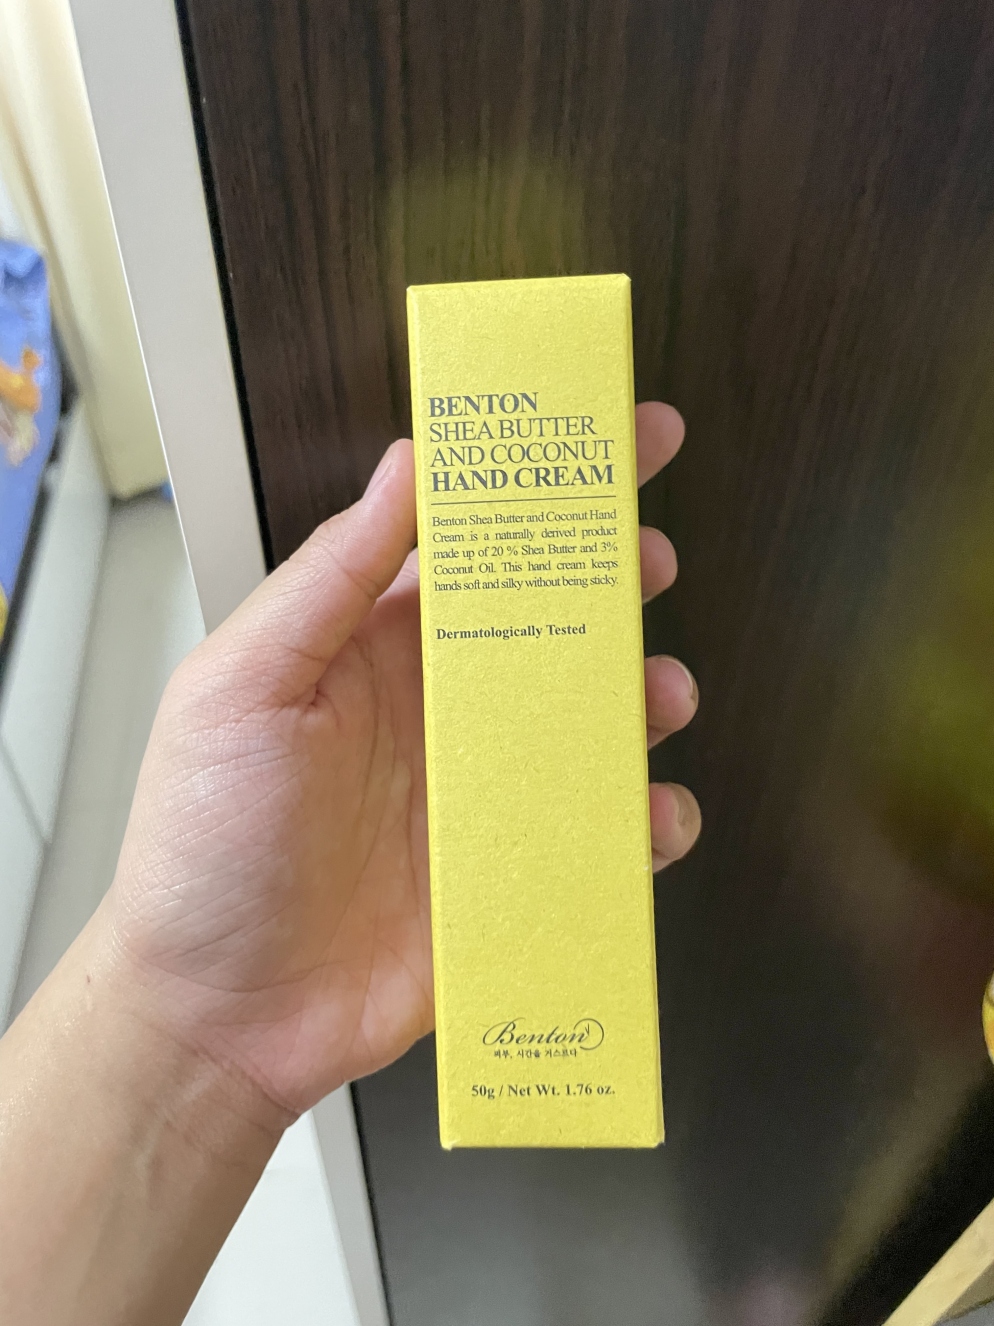 BENTON
SHEA BUTTER
AND COCONUT
HAND CREAM
Benton Shea Butter and Coconut Hand
Cream is a naturally derived product
made up of 20 % Shea Butter and 3%
Coconut Oil. This hand cream keeps
hands soft and silky without being sticky.
Dermatologically Tested
Benton
피부, 시간을 거스르다
50g / Net Wt. 1.76 oz.